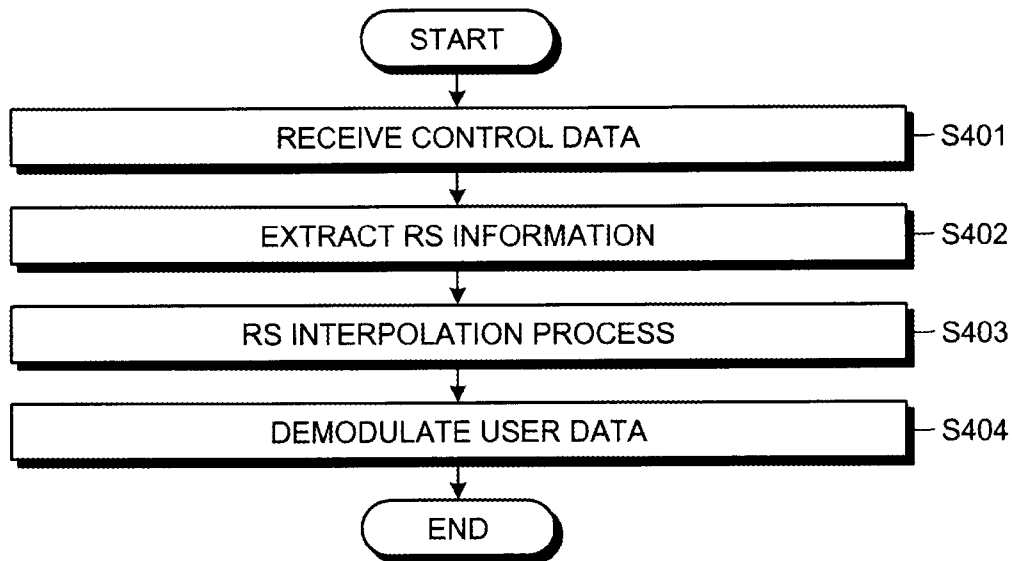 START
RECEIVE CONTROL DATA S401
EXTRACT RS INFORMATION S402
RS INTERPOLATION PROCESS S403
DEMODULATE USER DATA S404
END